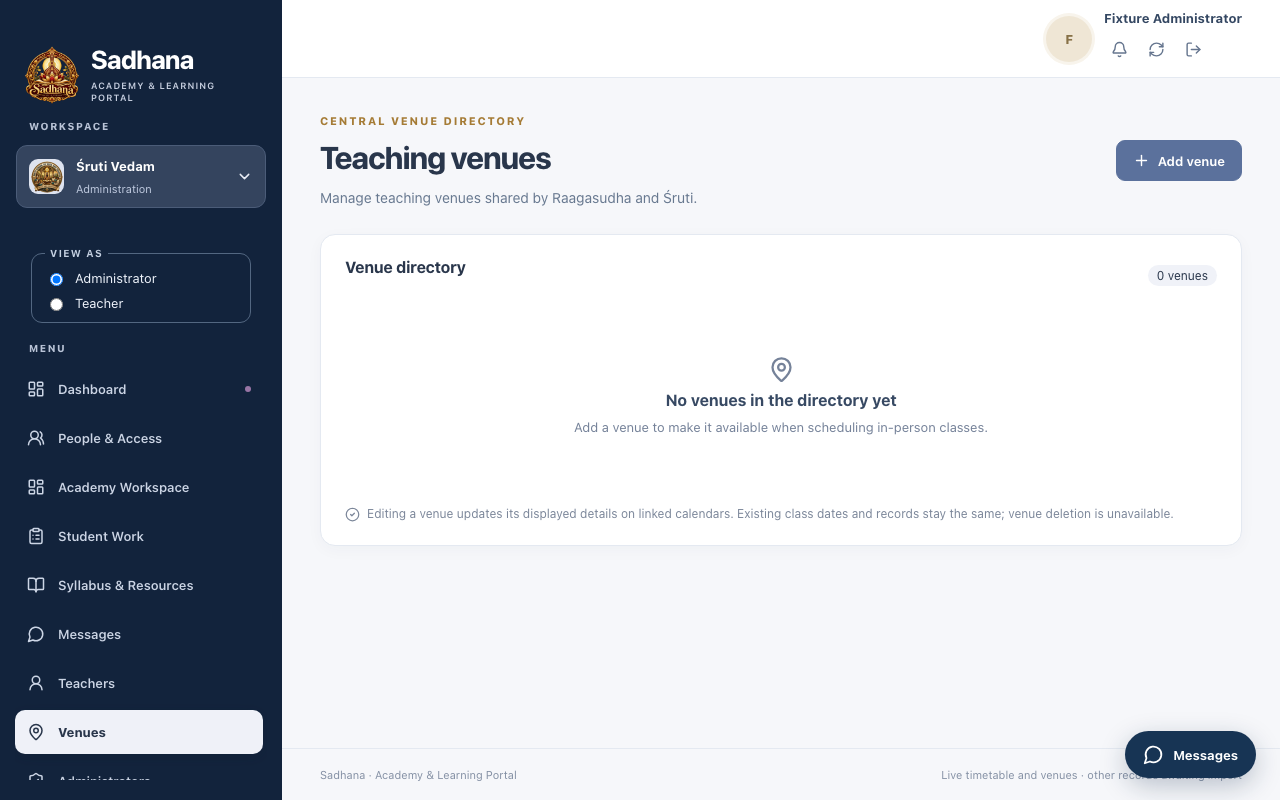 Sadhana
ACADEMY & LEARNING
PORTAL
Sadhana
WORKSPACE
Śruti Vedam
Administration
VIEW AS
Administrator
Teacher
MENU
Dashboard
People & Access
Academy Workspace
Student Work
Syllabus & Resources
Messages
Teachers
Venues
Administrators
F
Fixture Administrator
CENTRAL VENUE DIRECTORY
Teaching venues
Manage teaching venues shared by Raagasudha and Śruti.
Add venue
Venue directory
0 venues
No venues in the directory yet
Add a venue to make it available when scheduling in-person classes.
Editing a venue updates its displayed details on linked calendars. Existing class dates and records stay the same; venue deletion is unavailable.
Sadhana · Academy & Learning Portal
Live timetable and venues · other records
Messages